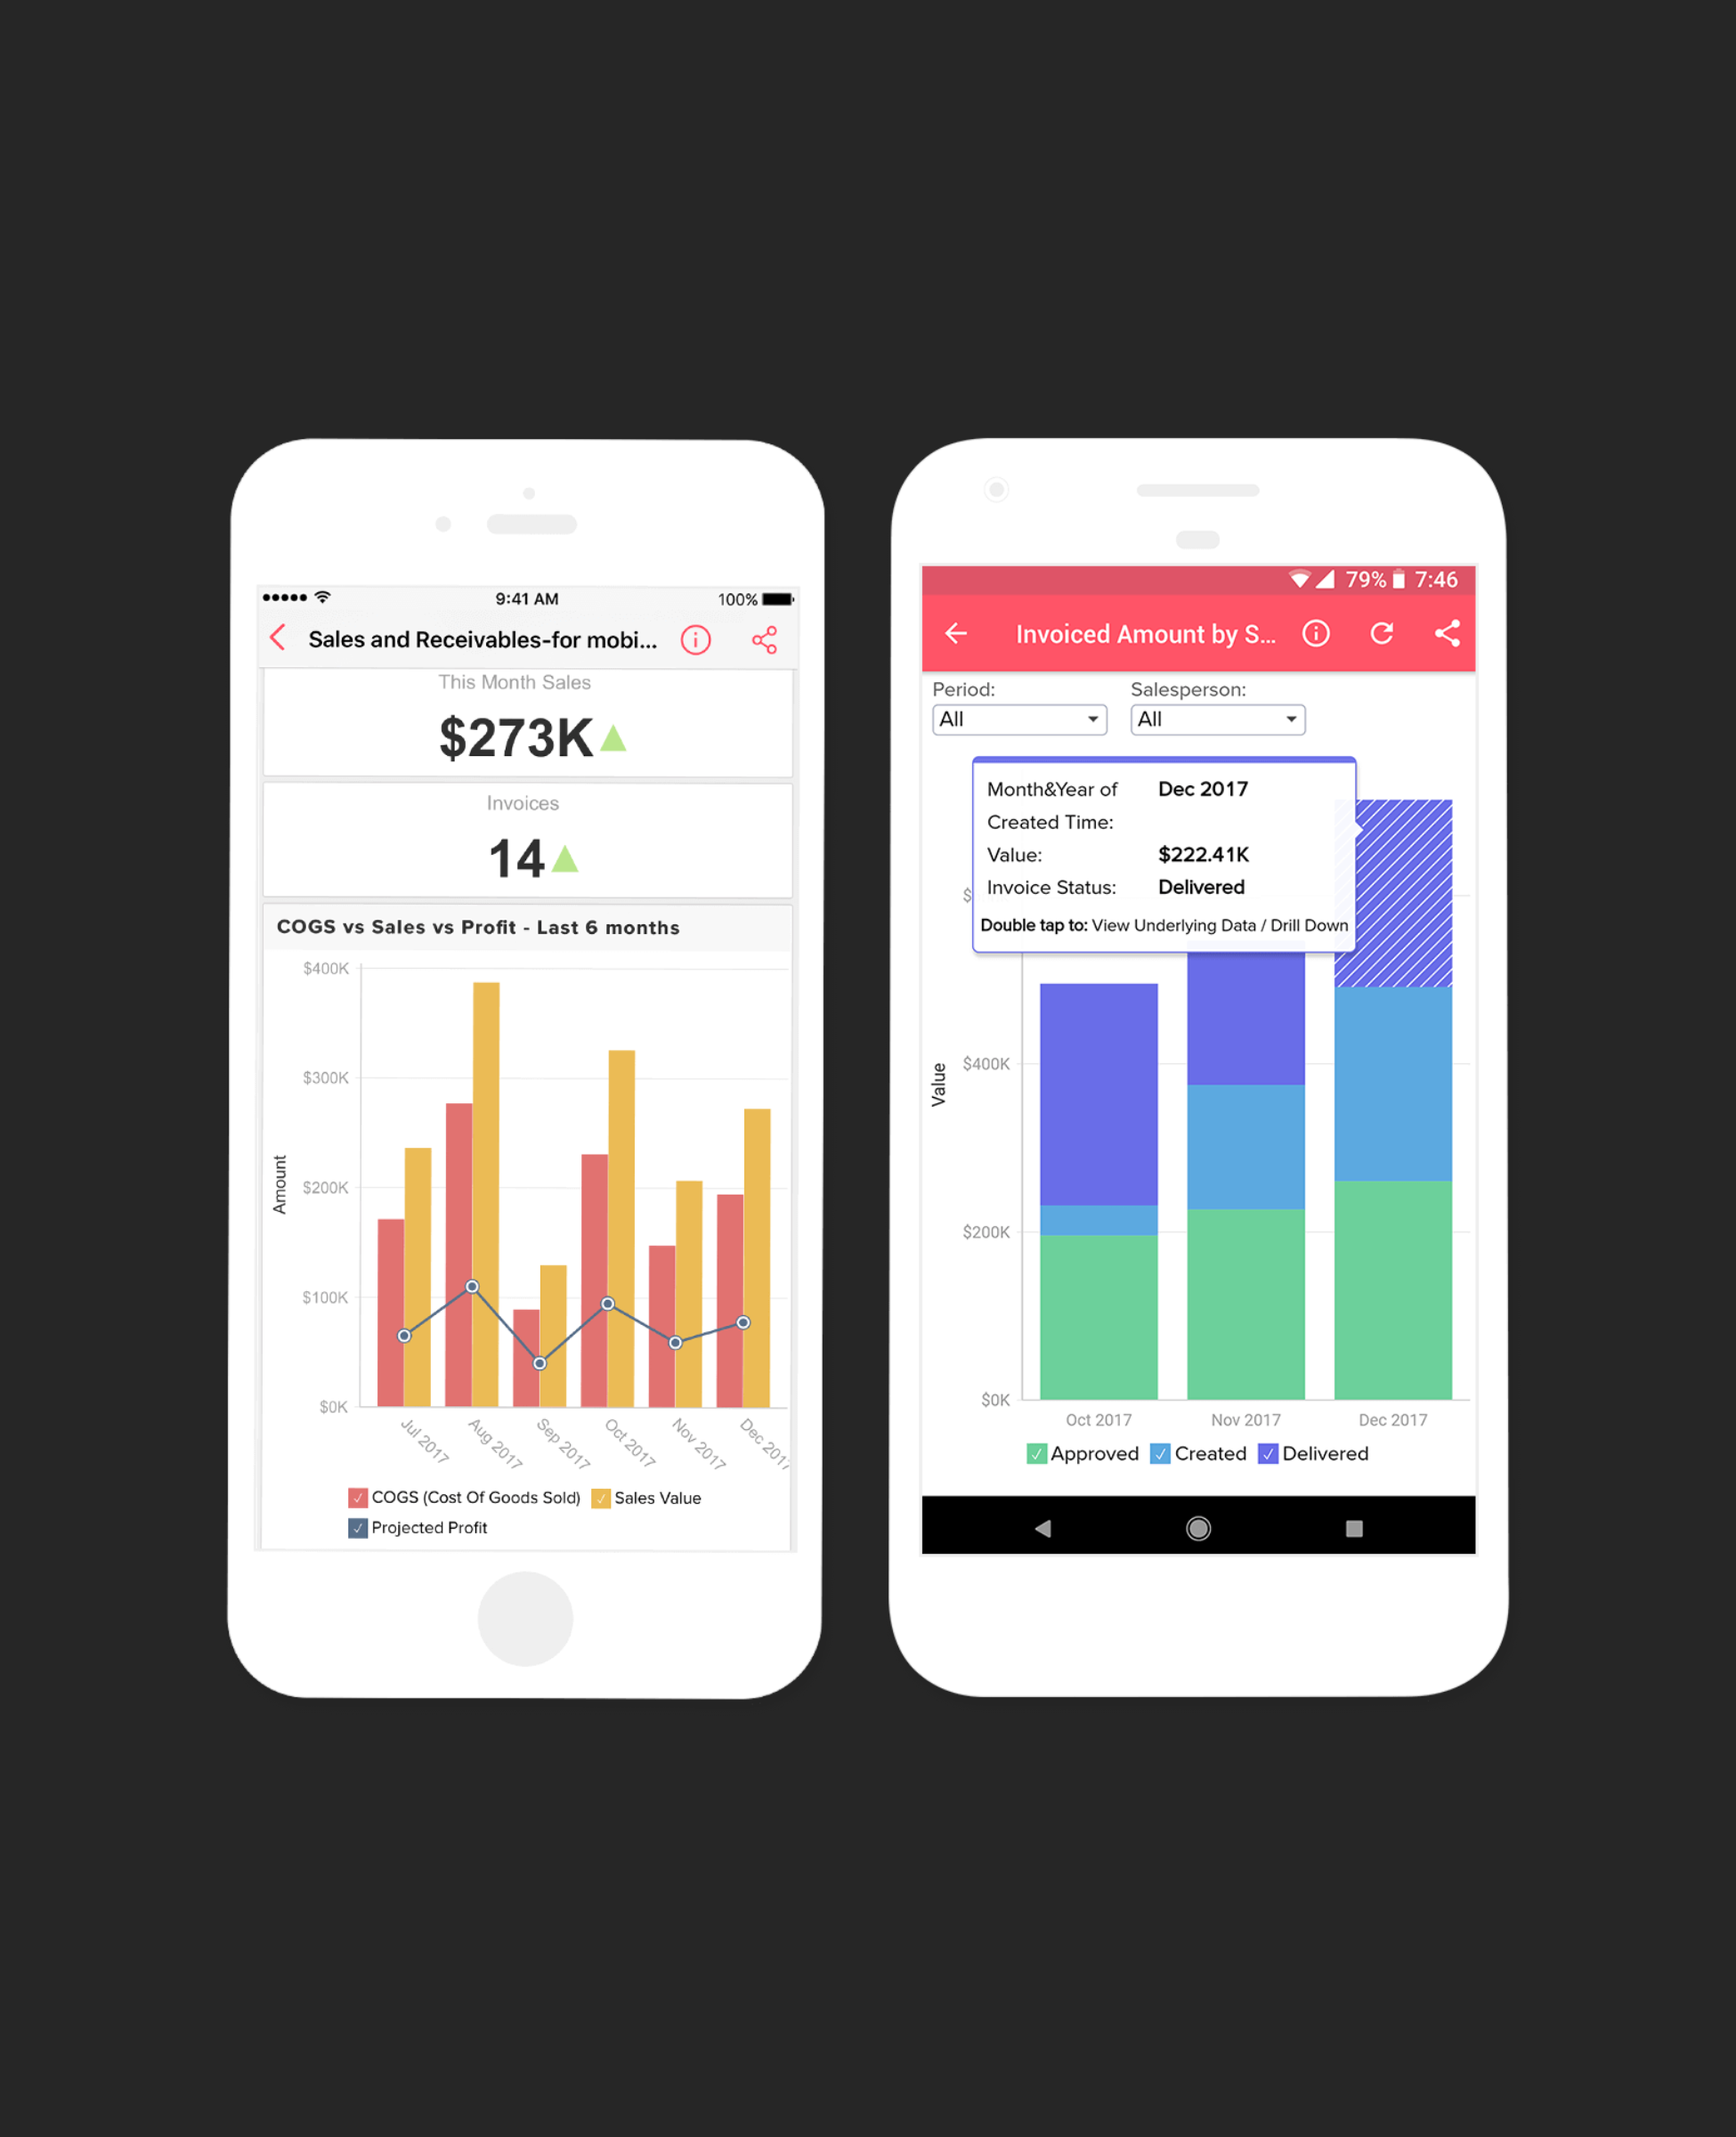 9:41 AM
100%
Sales and Receivables-for mobi...
This Month Sales
$273K
Invoices
14
COGS vs Sales vs Profit - Last 6 months
$400K
$300K
$200K
$100K
$0K
Amount
Jul 2017
Aug 2017
Sep 2017
Oct 2017
Nov 2017
Dec 2017
COGS (Cost Of Goods Sold) Sales Value
Projected Profit
79% 7:46
Invoiced Amount by S...
Period: Salesperson:
All All
Month&Year of Dec 2017
Created Time:
Value: $222.41K
Invoice Status: Delivered
Double tap to: View Underlying Data / Drill Down
$
$400K
$200K
$0K
Value
Oct 2017 Nov 2017 Dec 2017
Approved Created Delivered